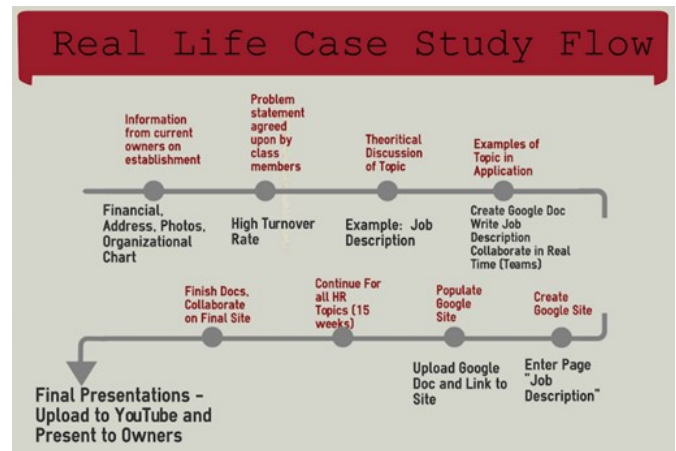 Real Life Case Study Flow
Information
from current
owners on
establishment
Problem
statement
agreed
upon by
class
members
Theoritical
Discussion
of Topic
Examples of
Topic in
Application
Financial,
Address, Photos,
Organizational
Chart
High Turnover
Rate
Example: Job
Description
Create Google Doc
Write Job
Description
Collaborate in Real
Time (Teams)
Create
Google Site
Enter Page
"Job
Description"
Populate
Google
Site
Upload Google
Doc and Link to
Site
Continue For
all HR
Topics (15
weeks)
Finish Docs,
Collaborate
on Final Site
Final Presentations -
Upload to YouTube and
Present to Owners